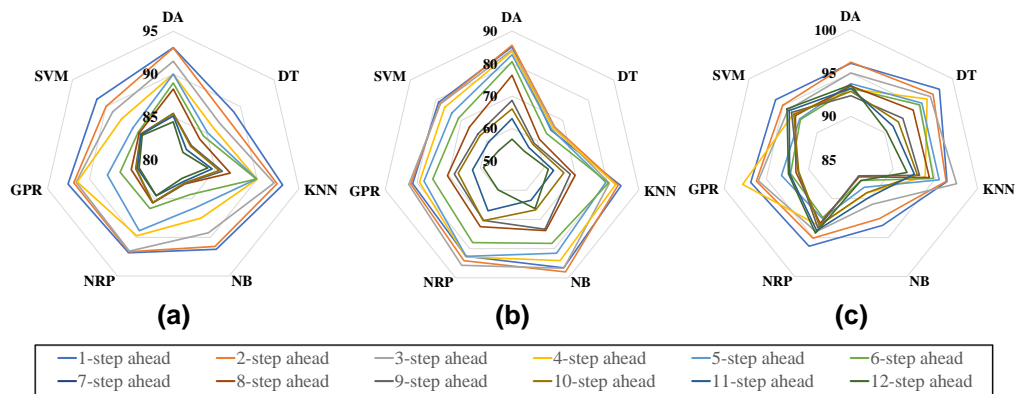 DA
95
90
85
80
SVM
DT
GPR
KNN
NRP
NB
(a)
DA
90
70
60
50
SVM
DT
GPR
KNN
NRP
NB
(b)
DA
100
95
90
85
SVM
DT
GPR
KNN
NRP
NB
(c)
1-step ahead 2-step ahead 3-step ahead 4-step ahead 5-step ahead 6-step ahead
7-step ahead 8-step ahead 9-step ahead 10-step ahead 11-step ahead 12-step ahead